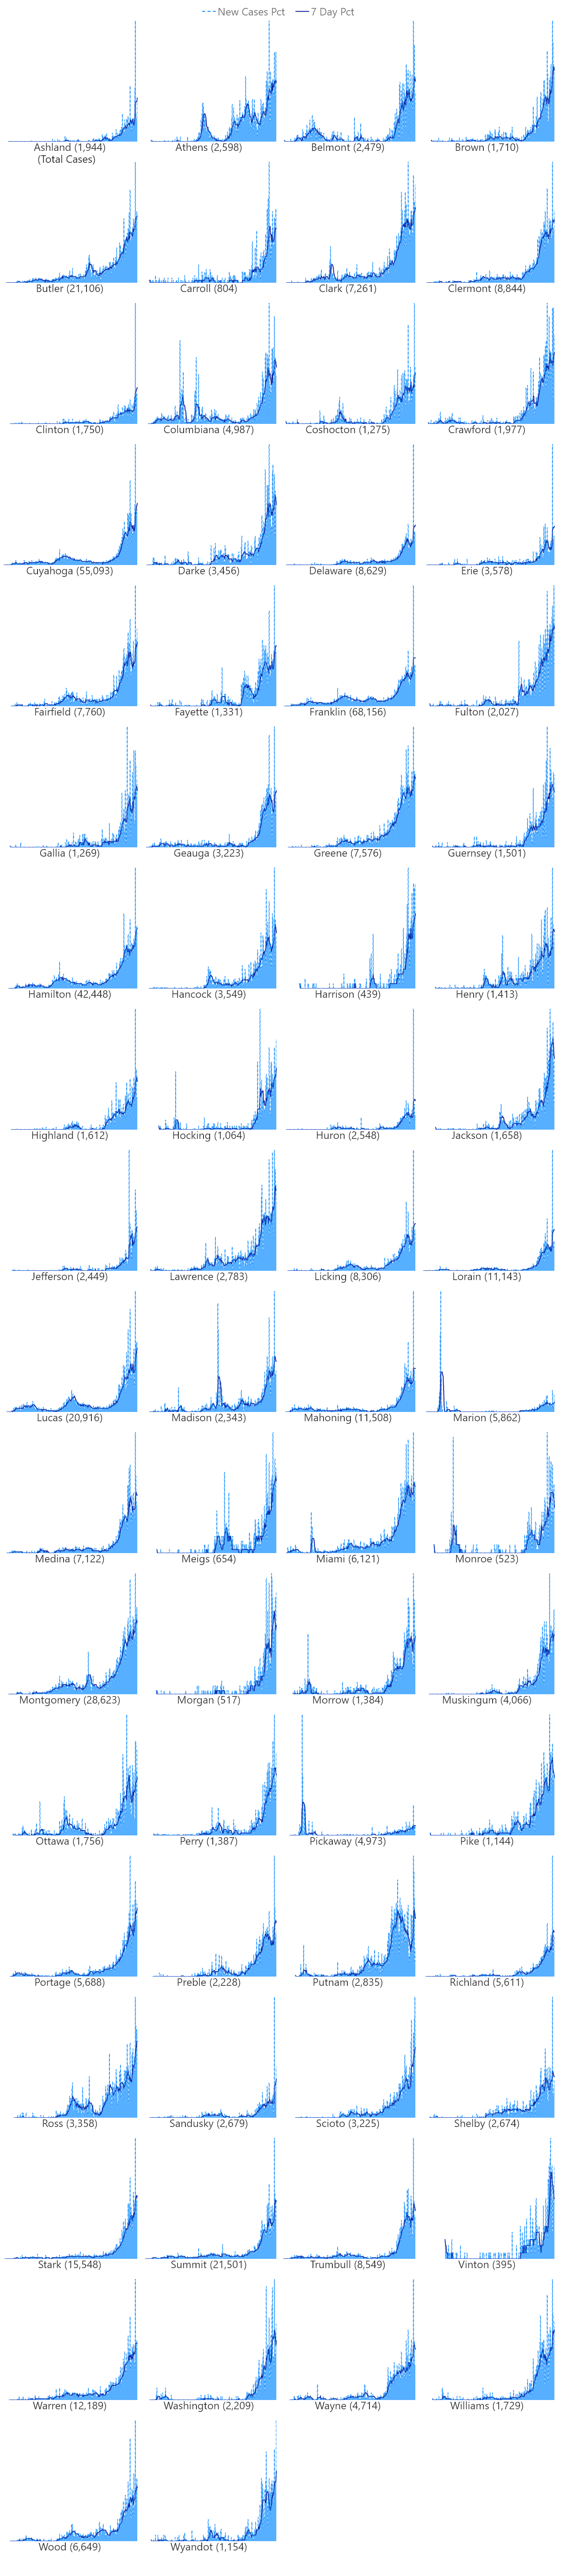 New Cases Pct 7 Day Pct
Ashland (1,944) Athens (2,598) Belmont (2,479) Brown (1,710)
(Total Cases)
Butler (21,106) Carroll (804) Clark (7,261) Clermont (8,844)
Clinton (1,750) Columbiana (4,987) Coshocton (1,275) Crawford (1,977)
Cuyahoga (55,093) Darke (3,456) Delaware (8,629) Erie (3,578)
Fairfield (7,760) Fayette (1,331) Franklin (68,156) Fulton (2,027)
Gallia (1,269) Geauga (3,223) Greene (7,576) Guernsey (1,501)
Hamilton (42,448) Hancock (3,549) Harrison (439) Henry (1,413)
Highland (1,612) Hocking (1,064) Huron (2,548) Jackson (1,658)
Jefferson (2,449) Lawrence (2,783) Licking (8,306) Lorain (11,143)
Lucas (20,916) Madison (2,343) Mahoning (11,508) Marion (5,862)
Medina (7,122) Meigs (654) Miami (6,121) Monroe (523)
Montgomery (28,623) Morgan (517) Morrow (1,384) Muskingum (4,066)
Ottawa (1,756) Perry (1,387) Pickaway (4,973) Pike (1,144)
Portage (5,688) Preble (2,228) Putnam (2,835) Richland (5,611)
Ross (3,358) Sandusky (2,679) Scioto (3,225) Shelby (2,674)
Stark (15,548) Summit (21,501) Trumbull (8,549) Vinton (395)
Warren (12,189) Washington (2,209) Wayne (4,714) Williams (1,729)
Wood (6,649) Wyandot (1,154)